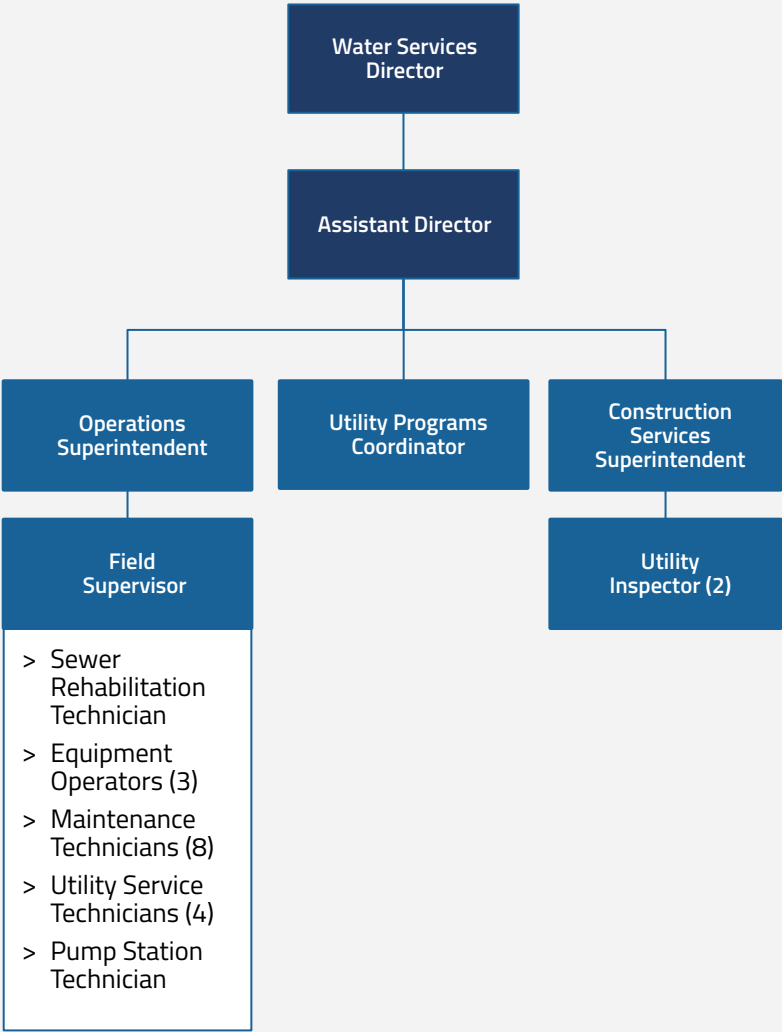 Water Services
Director
Assistant Director
Operations
Superintendent
Utility Programs
Coordinator
Construction
Services
Superintendent
Field
Supervisor
Utility
Inspector (2)
> Sewer
Rehabilitation
Technician
> Equipment
Operators (3)
> Maintenance
Technicians (8)
> Utility Service
Technicians (4)
> Pump Station
Technician